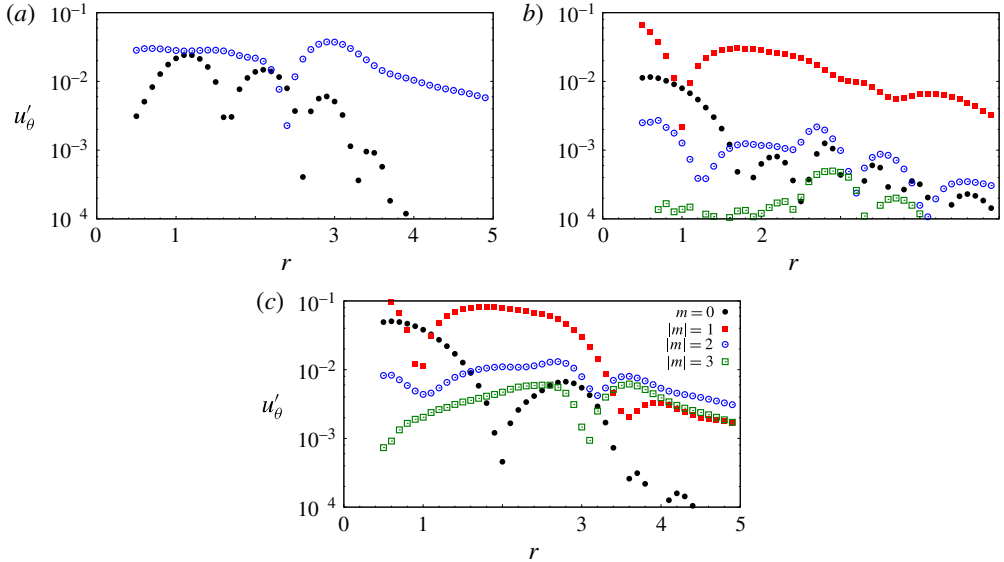 (a)
(b)
10⁻¹
10⁻²
10⁻³
10⁻⁴
u′θ
0 1 3 4 5
r
10⁻¹
10⁻²
10⁻³
10⁻⁴
0 1 2
r
(c)
10⁻¹
10⁻²
10⁻³
10⁻⁴
u′θ
0 1 3 4 5
r
m = 0
|m| = 1
|m| = 2
|m| = 3